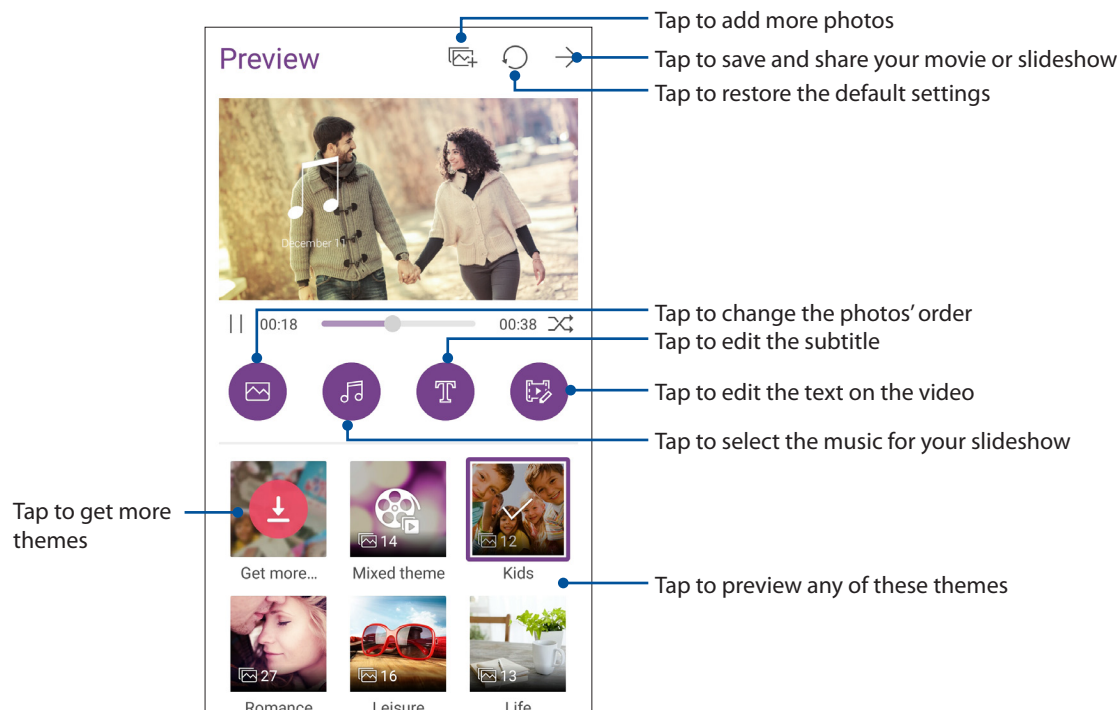 Tap to add more photos
Preview
Tap to save and share your movie or slideshow
Tap to restore the default settings
December 11
00:18
00:38
Tap to change the photos’ order
Tap to edit the subtitle
T
Tap to edit the text on the video
Tap to select the music for your slideshow
Tap to get more
themes
14
12
Get more...
Mixed theme
Kids
Tap to preview any of these themes
27
16
13
Romance
Leisure
Life